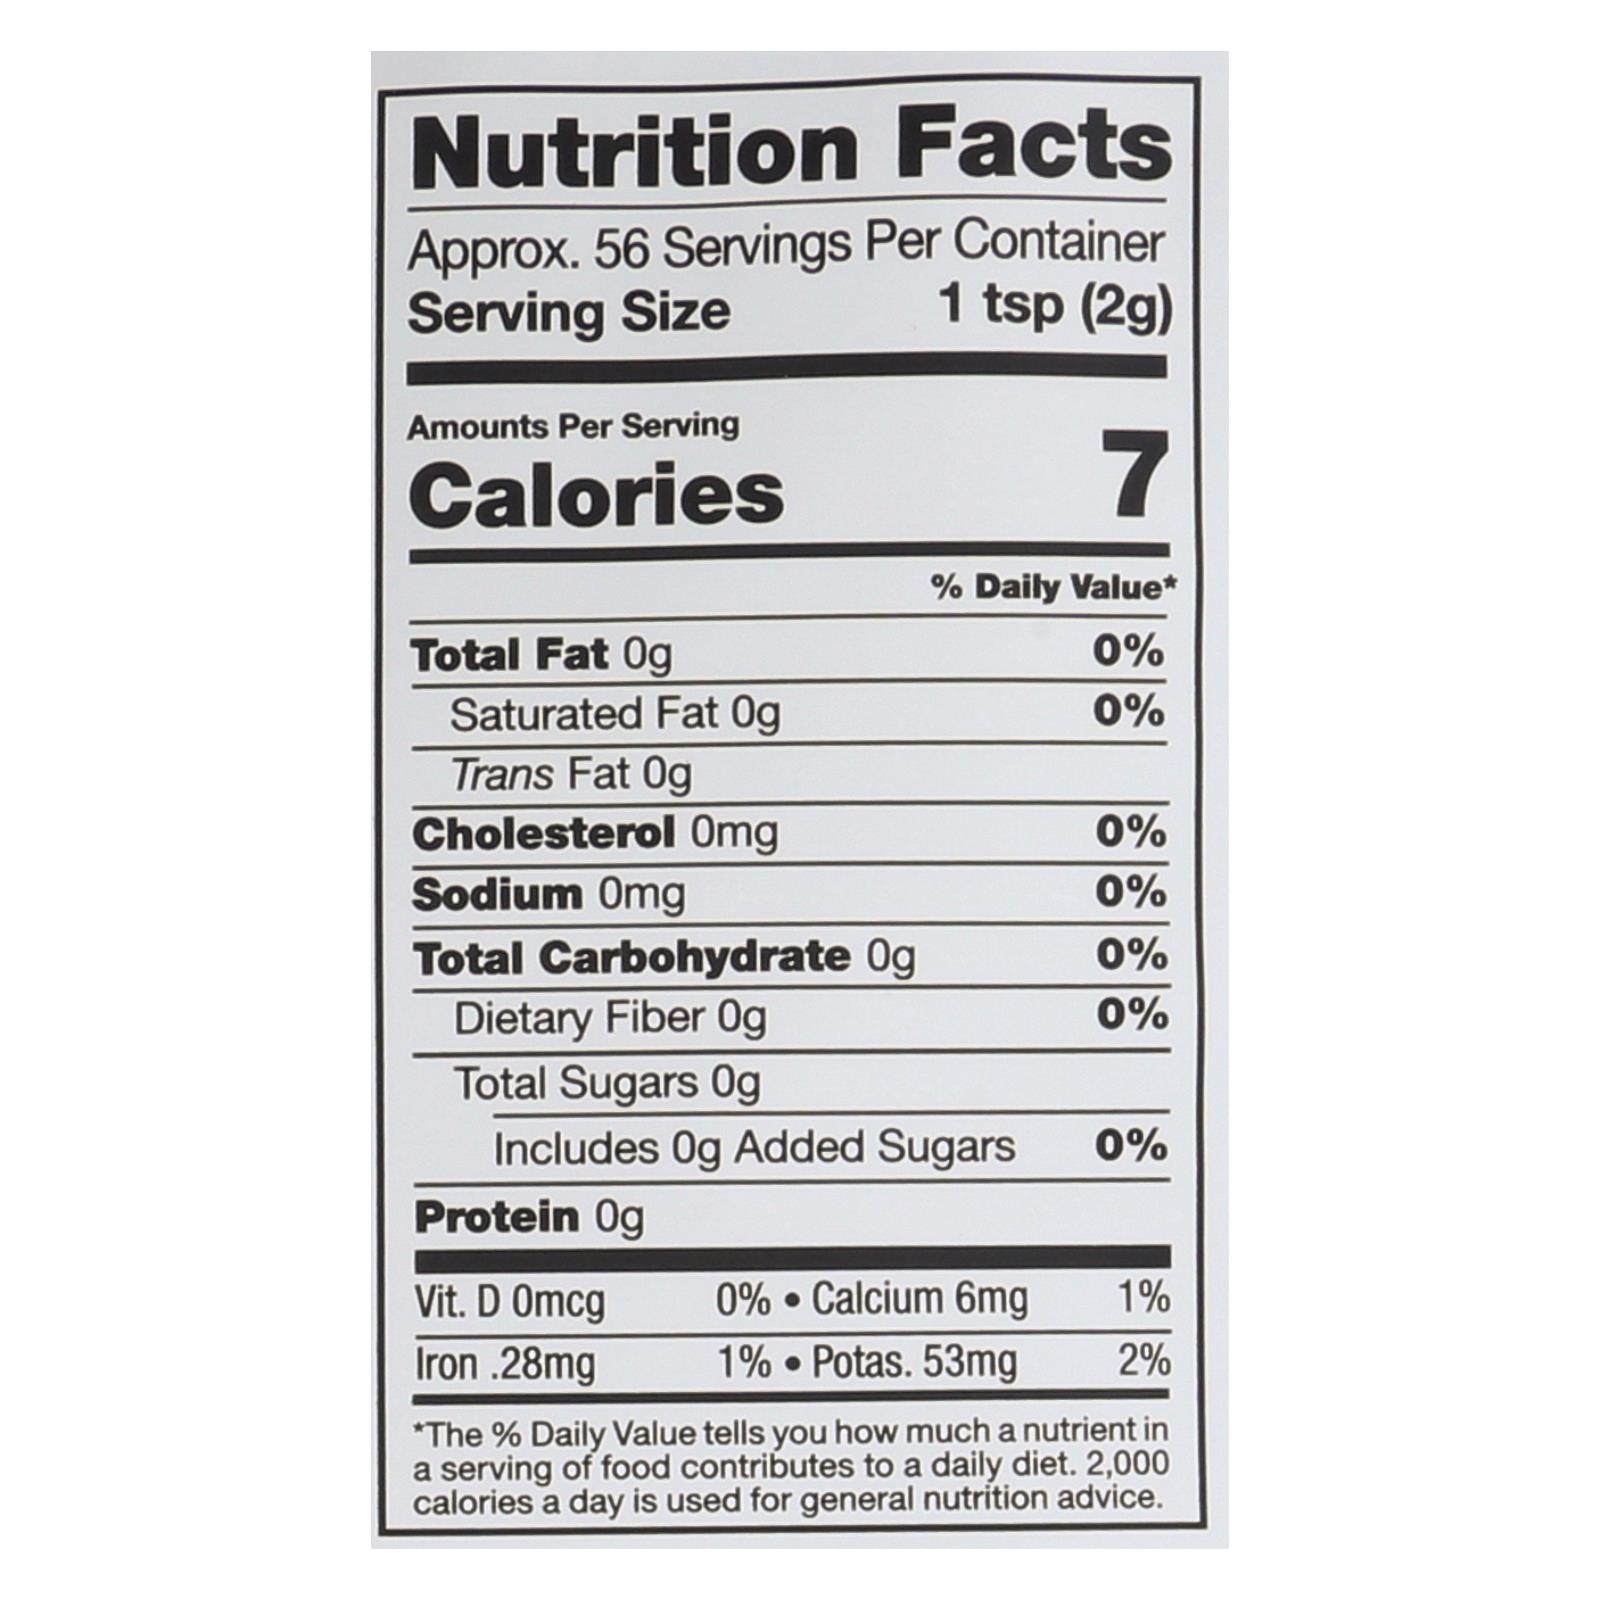 Nutrition Facts
Approx. 56 Servings Per Container
Serving Size 1 tsp (2g)
Amounts Per Serving
Calories 7
% Daily Value*
Total Fat 0g 0%
Saturated Fat 0g 0%
Trans Fat 0g
Cholesterol 0mg 0%
Sodium 0mg 0%
Total Carbohydrate 0g 0%
Dietary Fiber 0g 0%
Total Sugars 0g
Includes 0g Added Sugars 0%
Protein 0g
Vit. D 0mcg 0% • Calcium 6mg 1%
Iron .28mg 1% • Potas. 53mg 2%
*The % Daily Value tells you how much a nutrient in
a serving of food contributes to a daily diet. 2,000
calories a day is used for general nutrition advice.